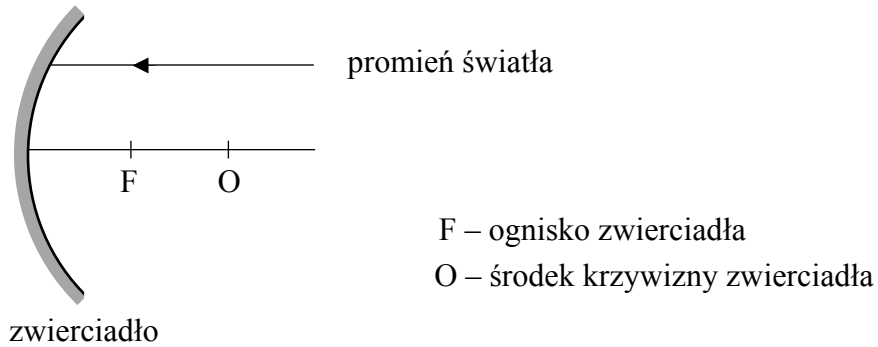 promień światła
F
O
F – ognisko zwierciadła
O – środek krzywizny zwierciadła
zwierciadło